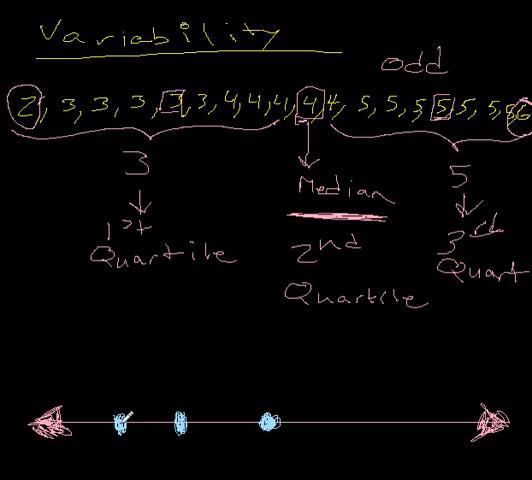 Variability
odd
2, 3, 3, 3, 3, 3, 4, 4, 4, 4, 4, 5, 5, 5, 5, 5, 5, 5, 6
3 Median 5
1st 2nd 3rd
Quartile Quartile Quart